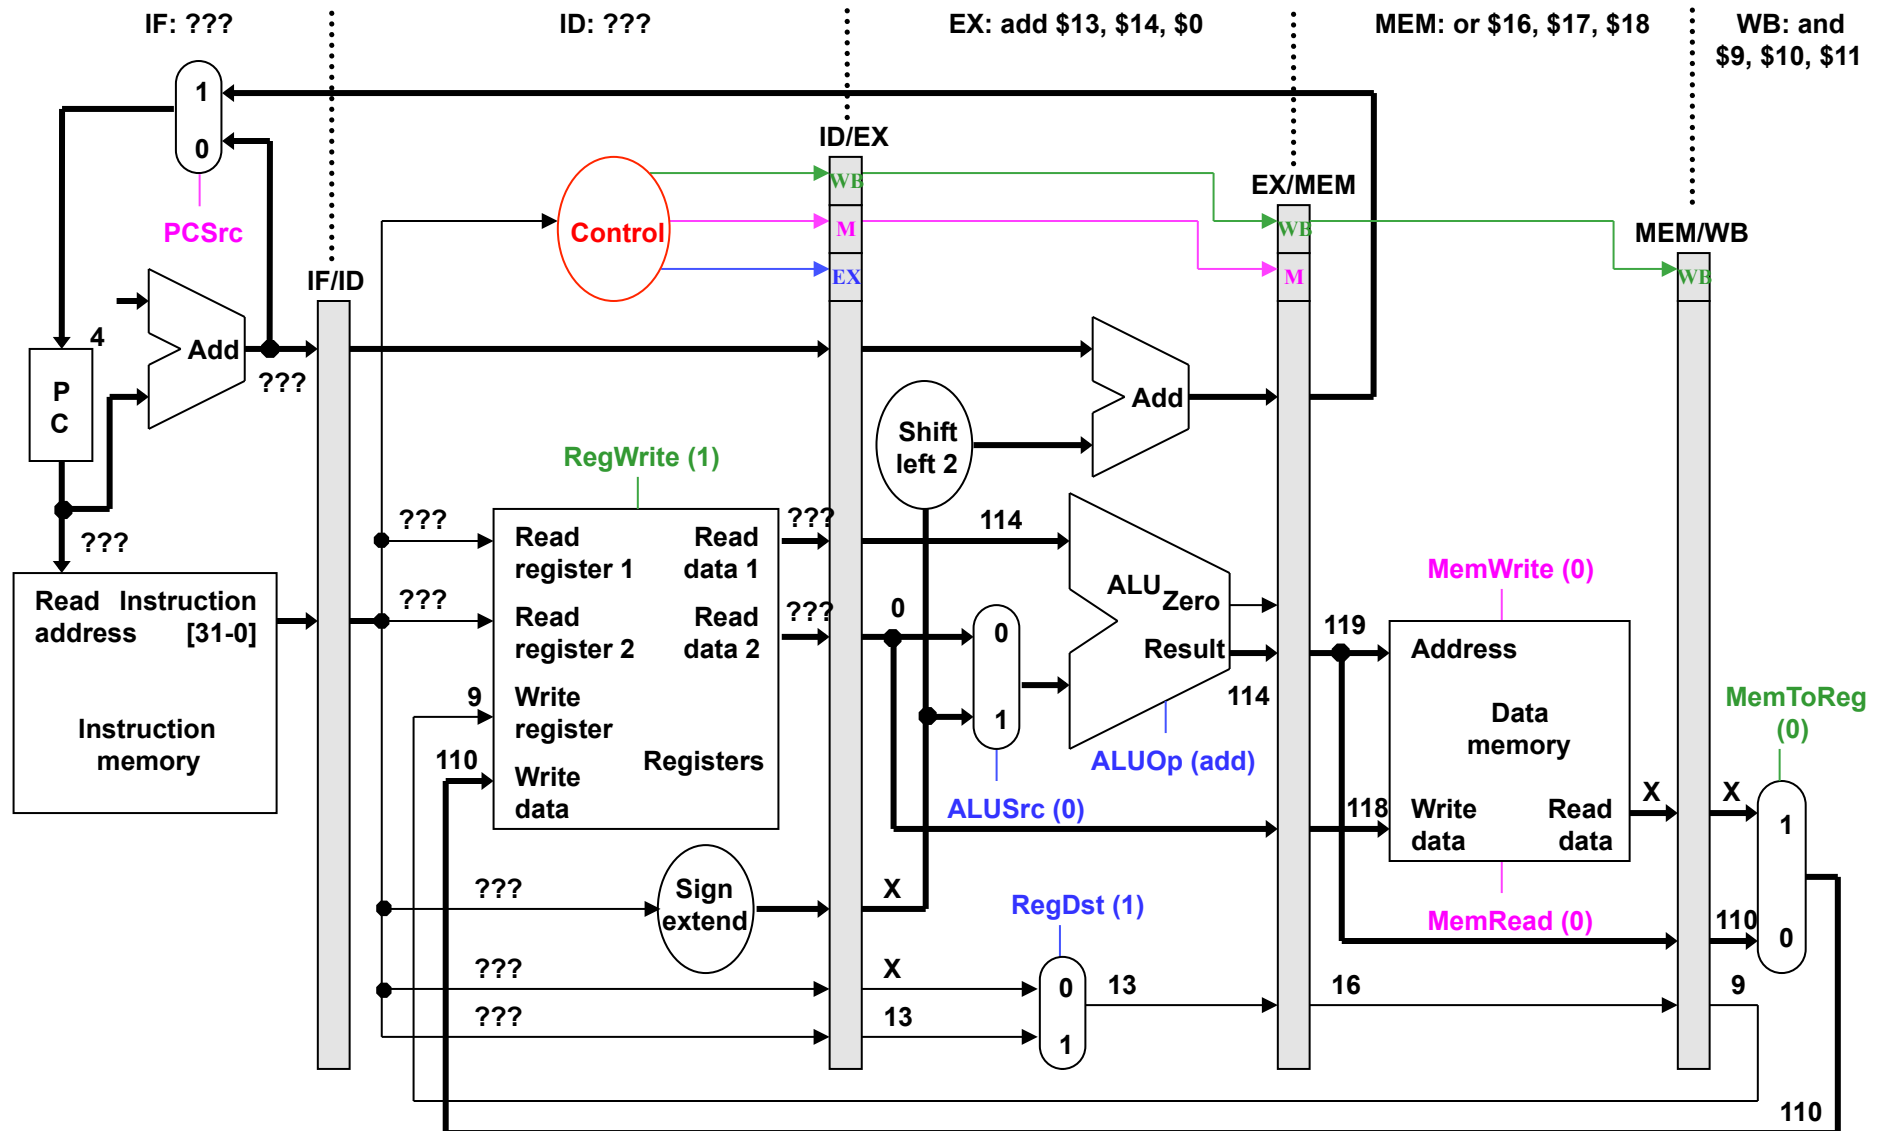 IF: ???
ID: ???
EX: add $13, $14, $0
MEM: or $16, $17, $18
WB: and
$9, $10, $11
1
0
PCSrc
Control
ID/EX
WB
M
EX
EX/MEM
WB
M
MEM/WB
WB
IF/ID
4
Add
???
P
C
???
Add
Shift
left 2
RegWrite (1)
???
???
Read
register 1
Read
data 1
???
Read
register 2
Read
data 2
???
9
Write
register
110
Write
data
Registers
Read
address
Instruction
[31-0]
Instruction
memory
114
0
0
1
ALU
Zero
Result
114
ALUOp (add)
ALUSrc (0)
MemWrite (0)
119
Address
Data
memory
118
Write
data
Read
data
X
X
MemRead (0)
MemToReg
(0)
1
0
110
???
Sign
extend
X
RegDst (1)
???
X
???
13
0
1
13
16
9
110